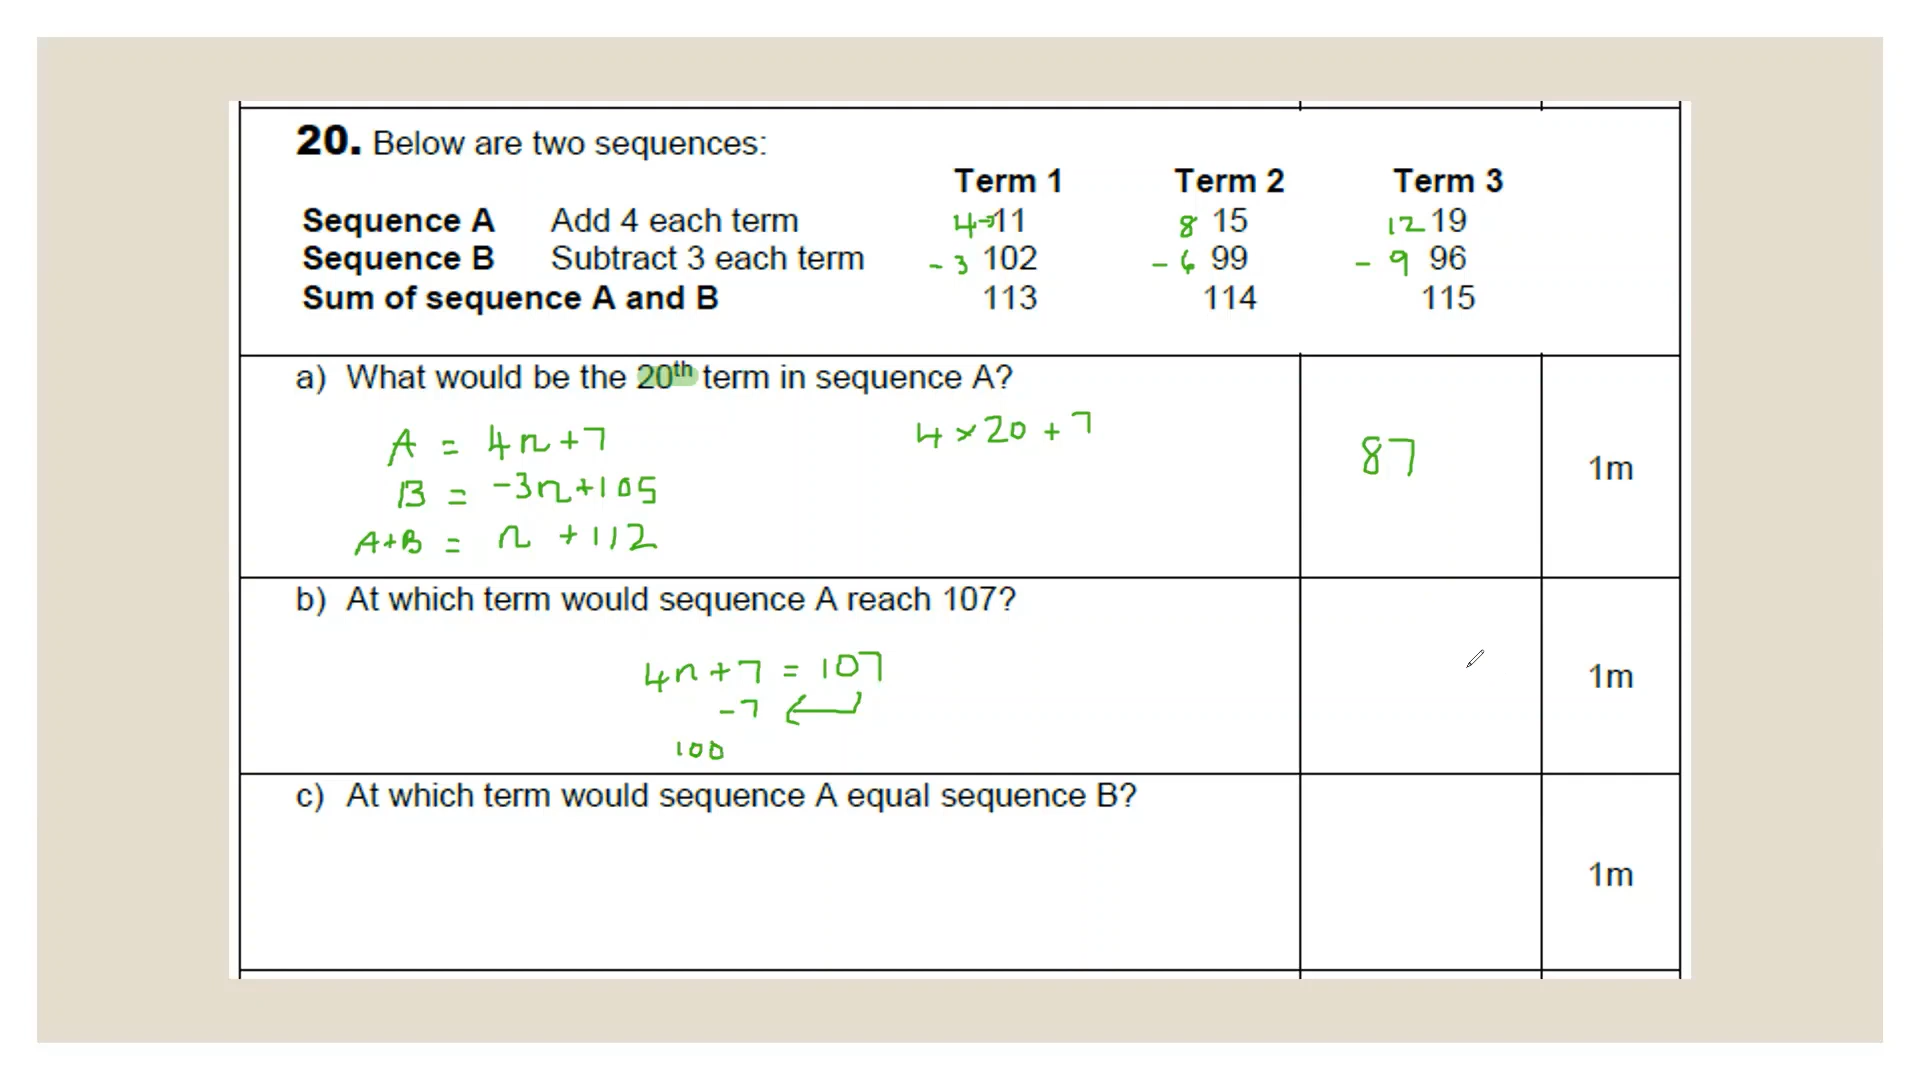 20. Below are two sequences:
Term 1 Term 2 Term 3
Sequence A Add 4 each term 4→11 8 15 12 19
Sequence B Subtract 3 each term -3 102 -6 99 -9 96
Sum of sequence A and B 113 114 115
a) What would be the 20th term in sequence A?
A = 4n+7 4×20+7
B = -3n+105 87 1m
A+B = n +112
b) At which term would sequence A reach 107?
4n+7 = 107
-7 ← 1m
100
c) At which term would sequence A equal sequence B?
1m